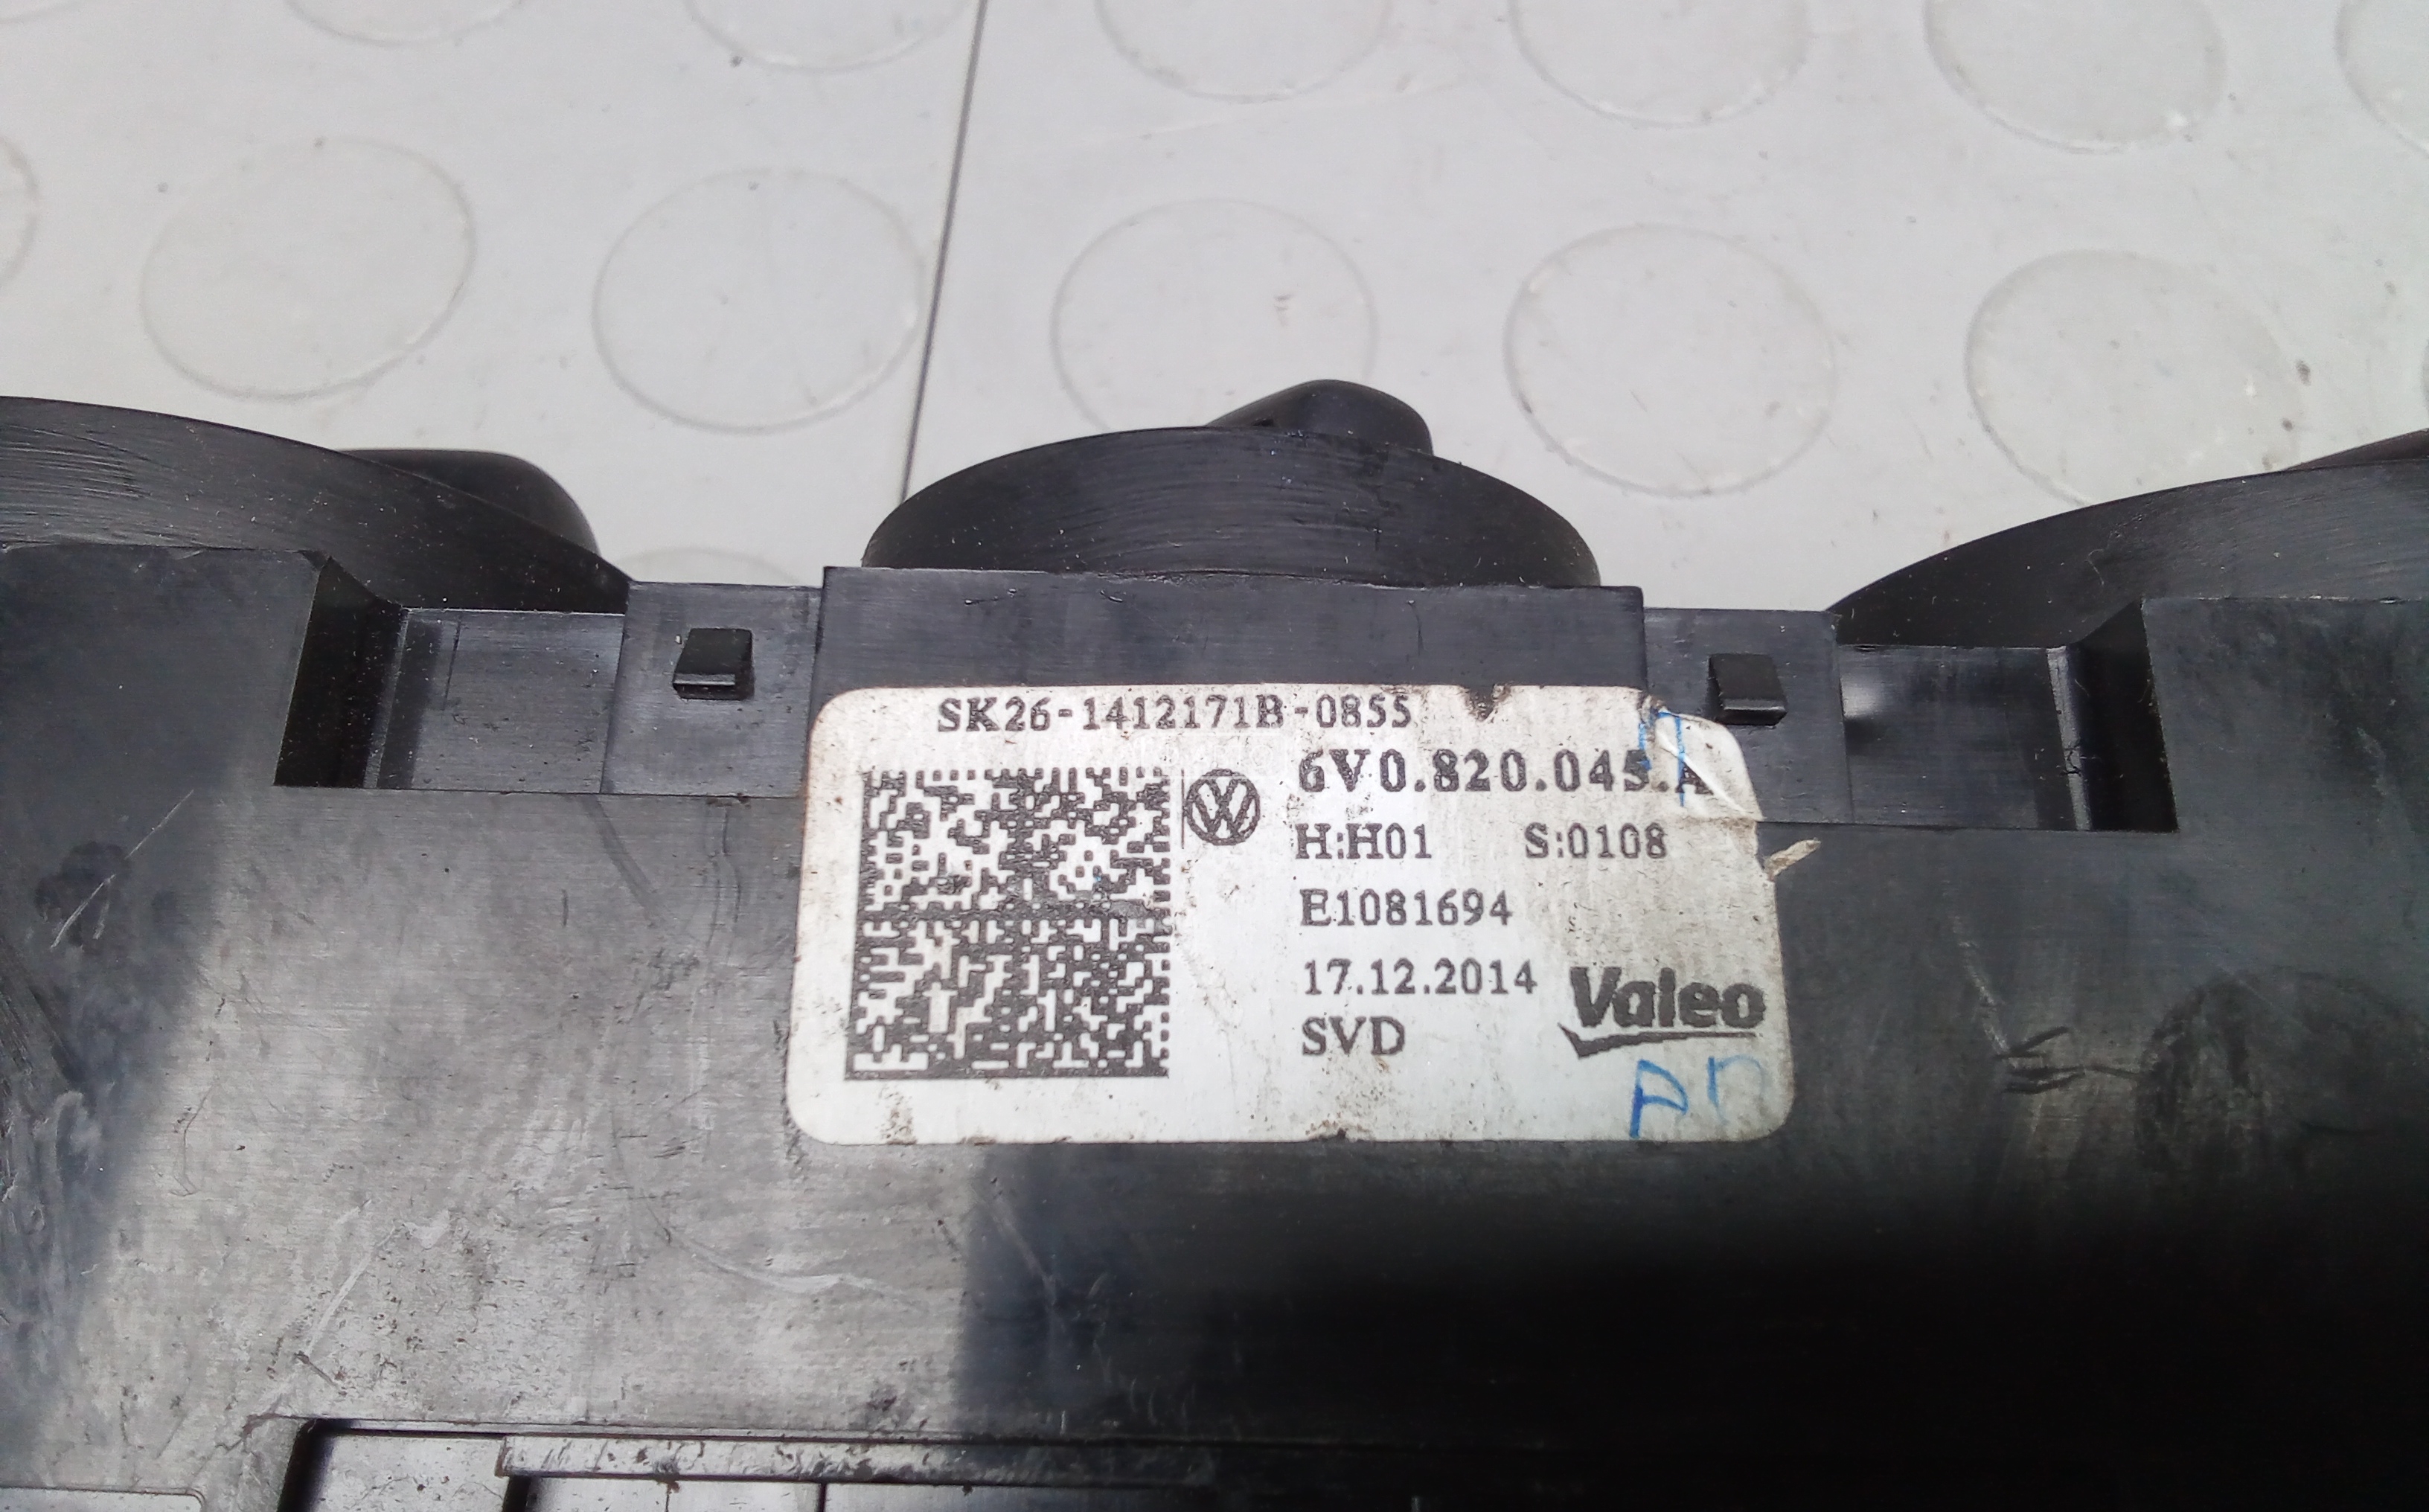 SK26-1412171B-0855
6V0.820.045.A
H:H01 S:0108
E1081694
17.12.2014
Valeo
SVD